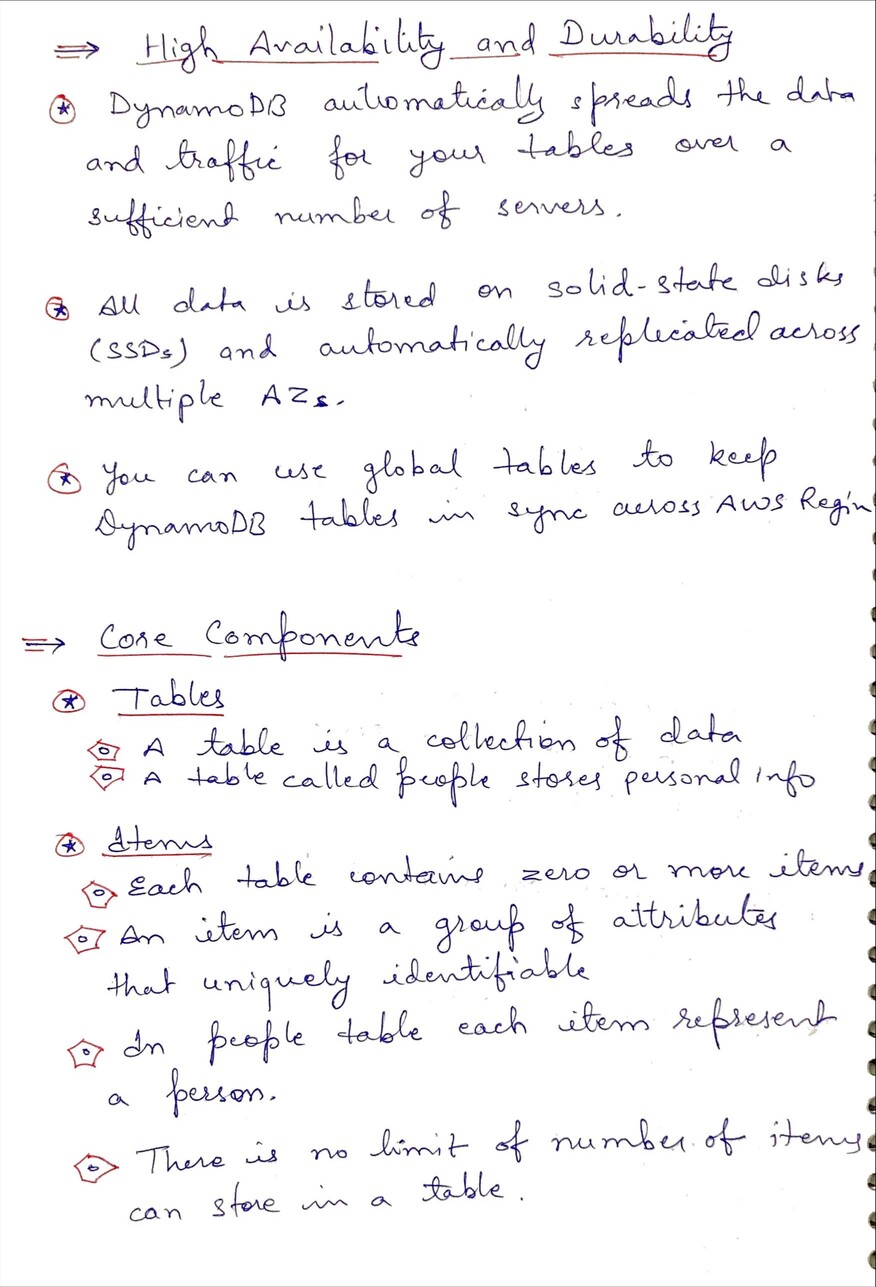 ⇒ High Availability and Durability
DynamoDB automatically spreads the data
and traffic for your tables over a
sufficient number of servers.
All data is stored on solid-state disks
(SSDs) and automatically replicated across
multiple AZs.
You can use global tables to keep
DynamoDB tables in sync across AWS Regin
⇒ Core Components
Tables
A table is a collection of data
A table called people stores personal info
Items
Each table contains zero or more items
An item is a group of attributes
that uniquely identifiable
In people table each item represent
a person.
There is no limit of number of items
can store in a table.